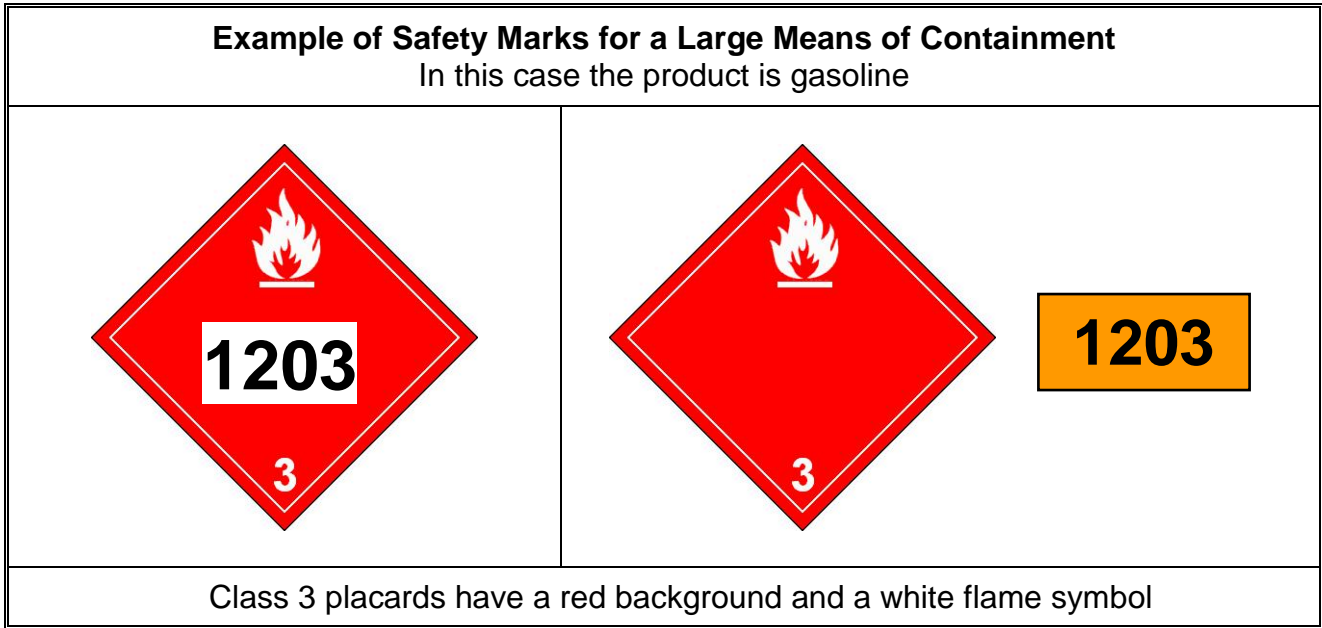 Example of Safety Marks for a Large Means of Containment
In this case the product is gasoline
1203
3
3
1203
Class 3 placards have a red background and a white flame symbol